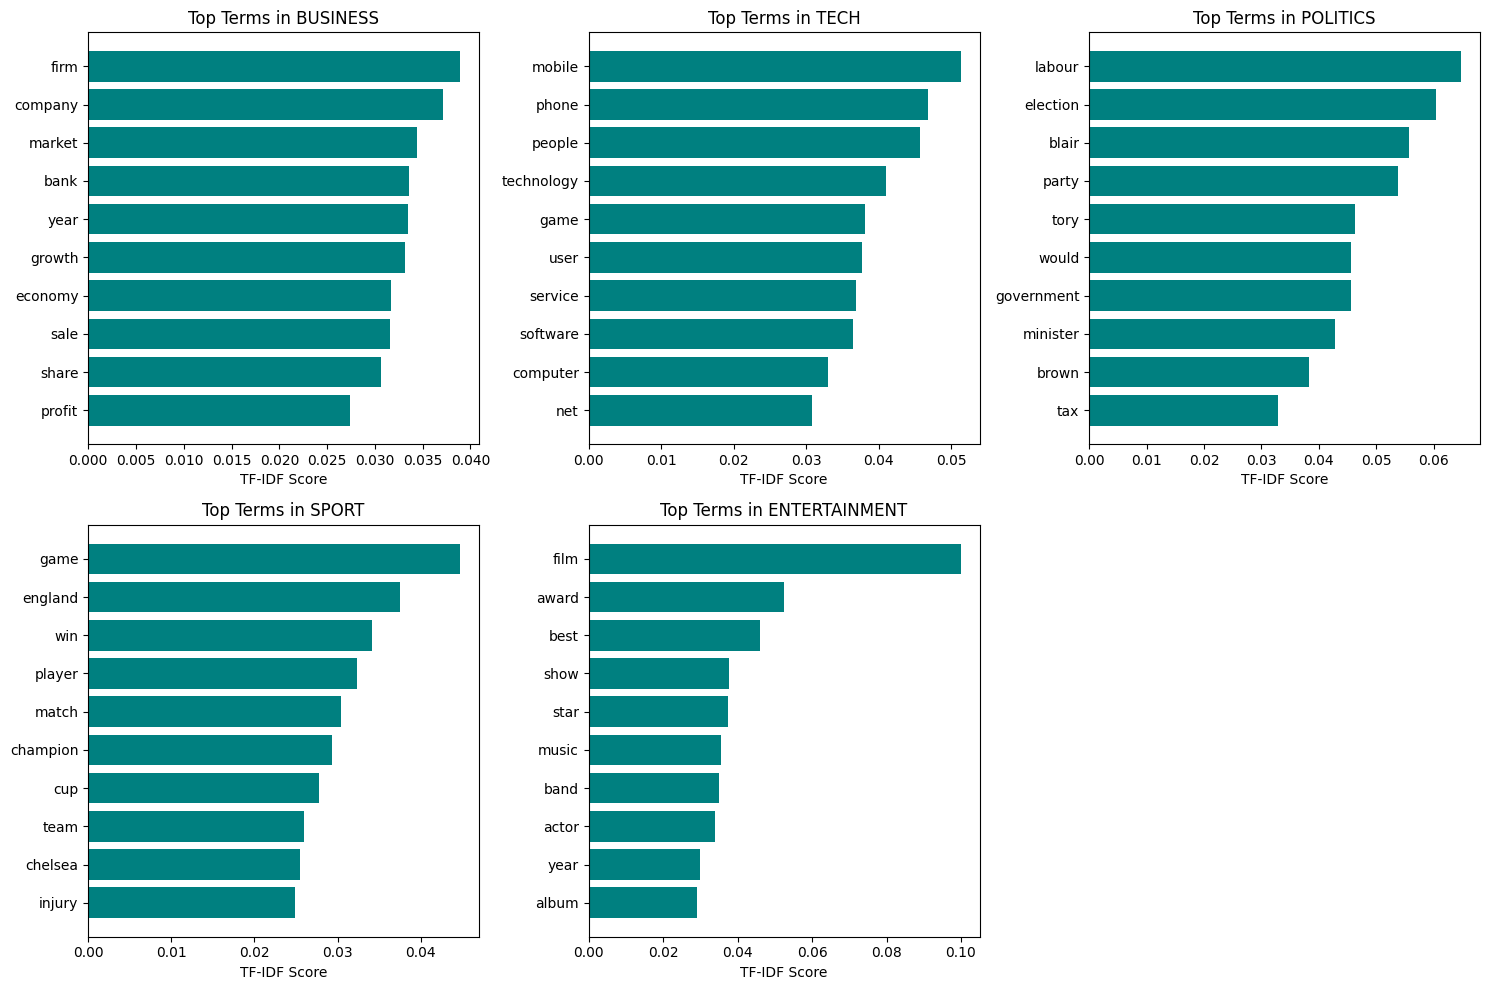 Top Terms in BUSINESS
firm
company
market
bank
year
growth
economy
sale
share
profit
0.000 0.005 0.010 0.015 0.020 0.025 0.030 0.035 0.040
TF-IDF Score
Top Terms in TECH
mobile
phone
people
technology
game
user
service
software
computer
net
0.00 0.01 0.02 0.03 0.04 0.05
TF-IDF Score
Top Terms in POLITICS
labour
election
blair
party
tory
would
government
minister
brown
tax
0.00 0.01 0.02 0.03 0.04 0.05 0.06
TF-IDF Score
Top Terms in SPORT
game
england
win
player
match
champion
cup
team
chelsea
injury
0.00 0.01 0.02 0.03 0.04
TF-IDF Score
Top Terms in ENTERTAINMENT
film
award
best
show
star
music
band
actor
year
album
0.00 0.02 0.04 0.06 0.08 0.10
TF-IDF Score